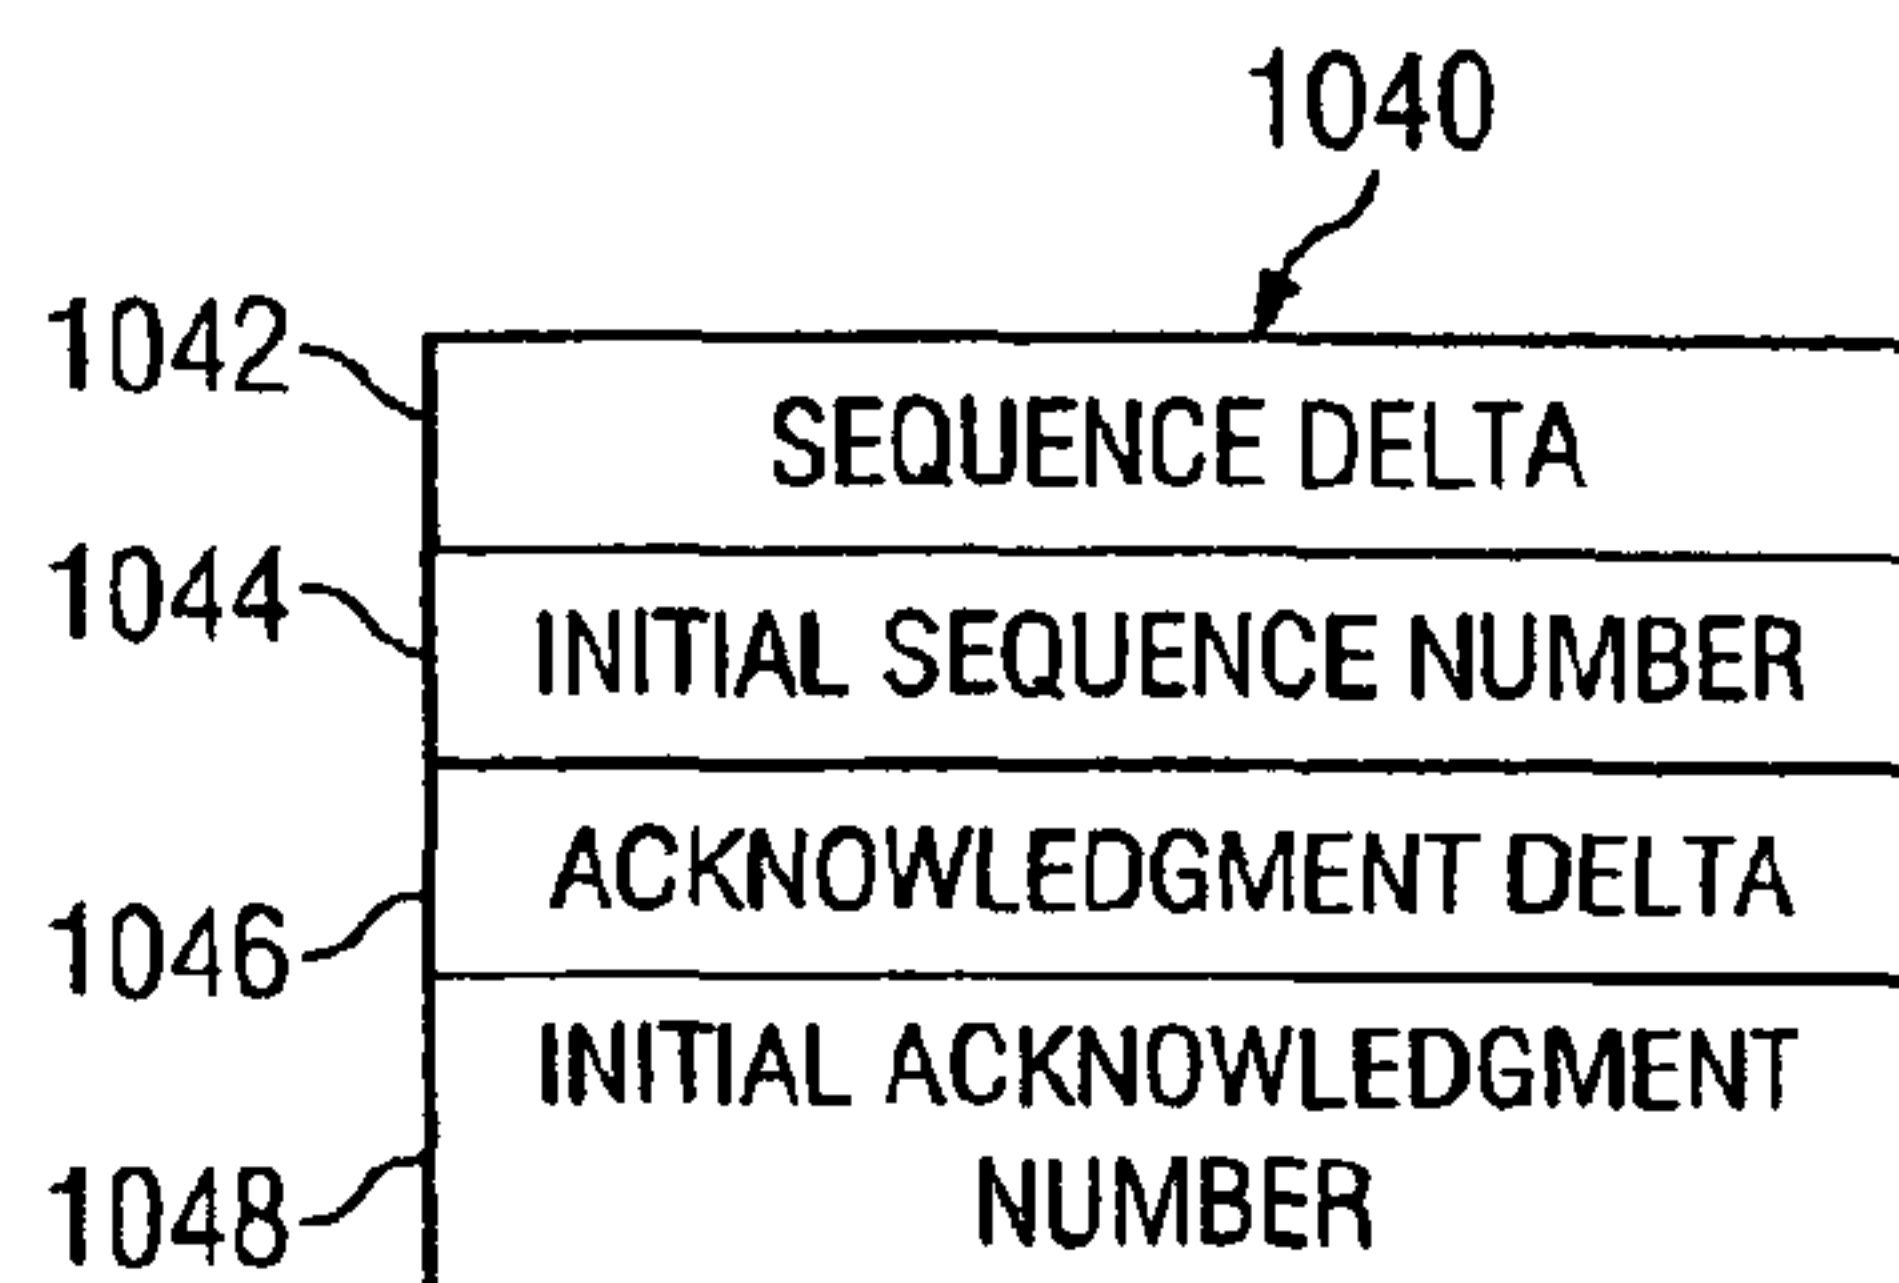 1040
1042
SEQUENCE DELTA
1044
INITIAL SEQUENCE NUMBER
ACKNOWLEDGMENT DELTA
1046
INITIAL ACKNOWLEDGMENT
NUMBER
1048